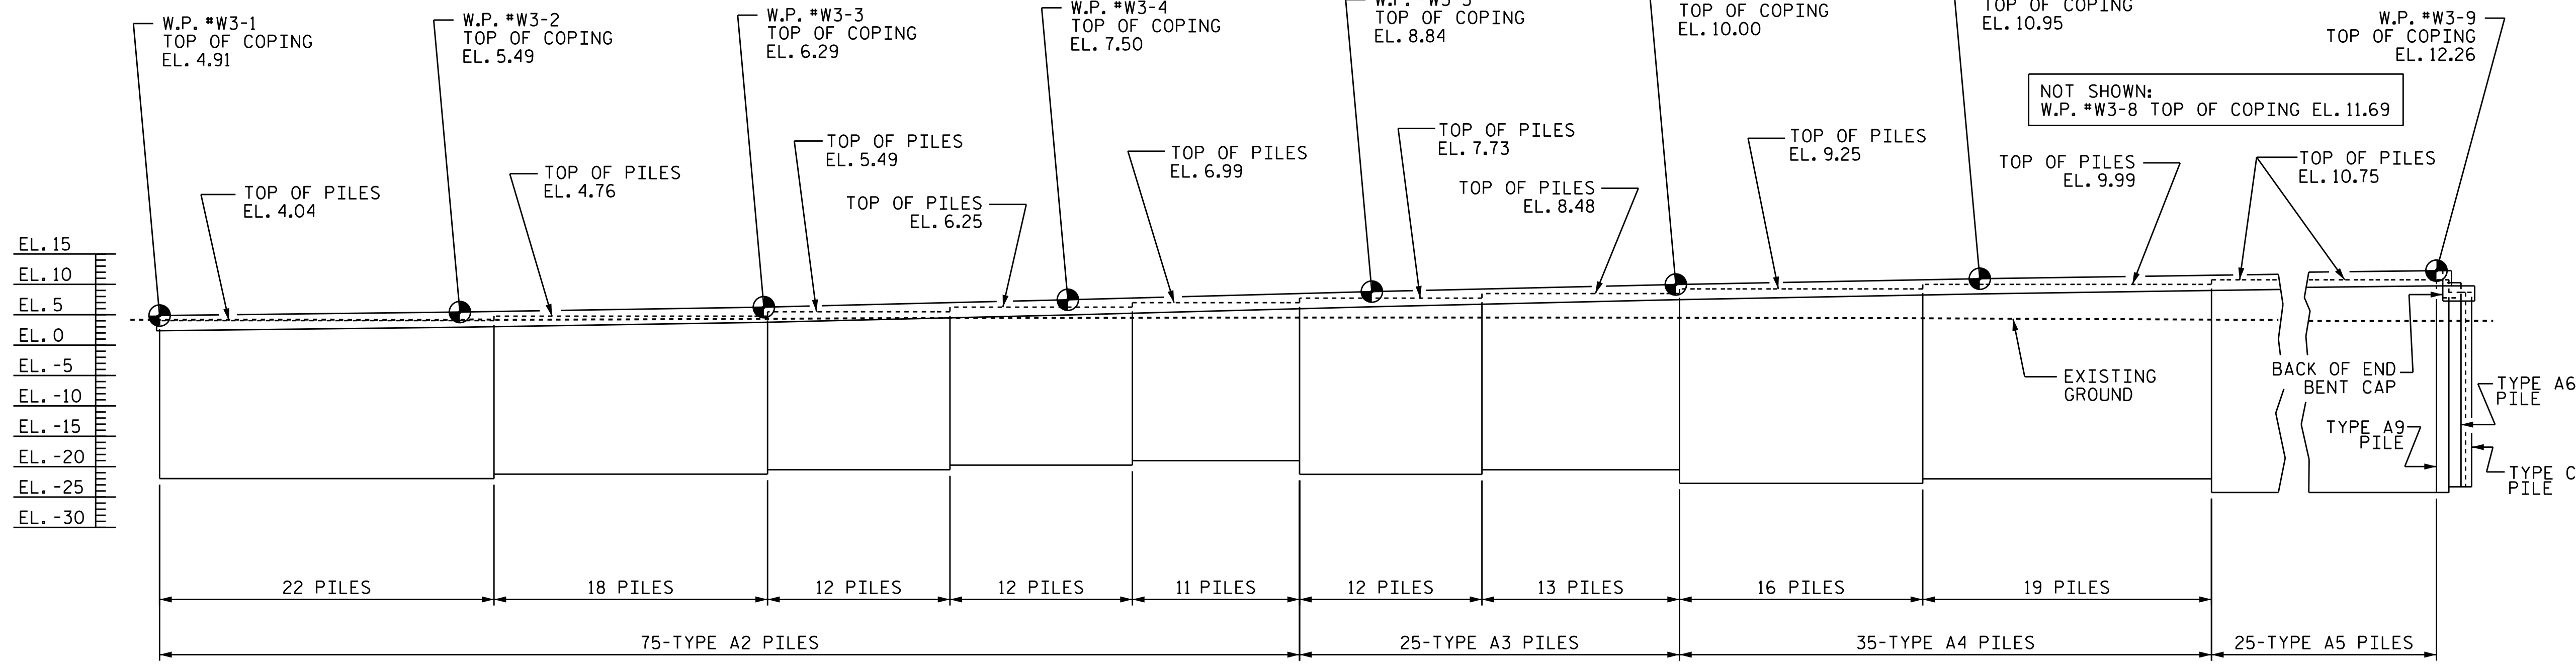 W.P. #W3-1
TOP OF COPING
EL. 4.91
W.P. #W3-2
TOP OF COPING
EL. 5.49
W.P. #W3-3
TOP OF COPING
EL. 6.29
W.P. #W3-4
TOP OF COPING
EL. 7.50
TOP OF COPING
EL. 8.84
TOP OF COPING
EL. 10.00
TOP OF COPING
EL. 10.95
W.P. #W3-9
TOP OF COPING
EL. 12.26
NOT SHOWN:
W.P. #W3-8 TOP OF COPING EL. 11.69
TOP OF PILES
EL. 4.04
TOP OF PILES
EL. 4.76
TOP OF PILES
EL. 5.49
TOP OF PILES
EL. 6.25
TOP OF PILES
EL. 6.99
TOP OF PILES
EL. 7.73
TOP OF PILES
EL. 8.48
TOP OF PILES
EL. 9.25
TOP OF PILES
EL. 9.99
TOP OF PILES
EL. 10.75
EL. 15
EL. 10
EL. 5
EL. 0
EL. -5
EL. -10
EL. -15
EL. -20
EL. -25
EL. -30
EXISTING
GROUND
BACK OF END
BENT CAP
TYPE A9
PILE
TYPE A6
PILE
TYPE C
PILE
22 PILES
18 PILES
12 PILES
12 PILES
11 PILES
12 PILES
13 PILES
16 PILES
19 PILES
75-TYPE A2 PILES
25-TYPE A3 PILES
35-TYPE A4 PILES
25-TYPE A5 PILES